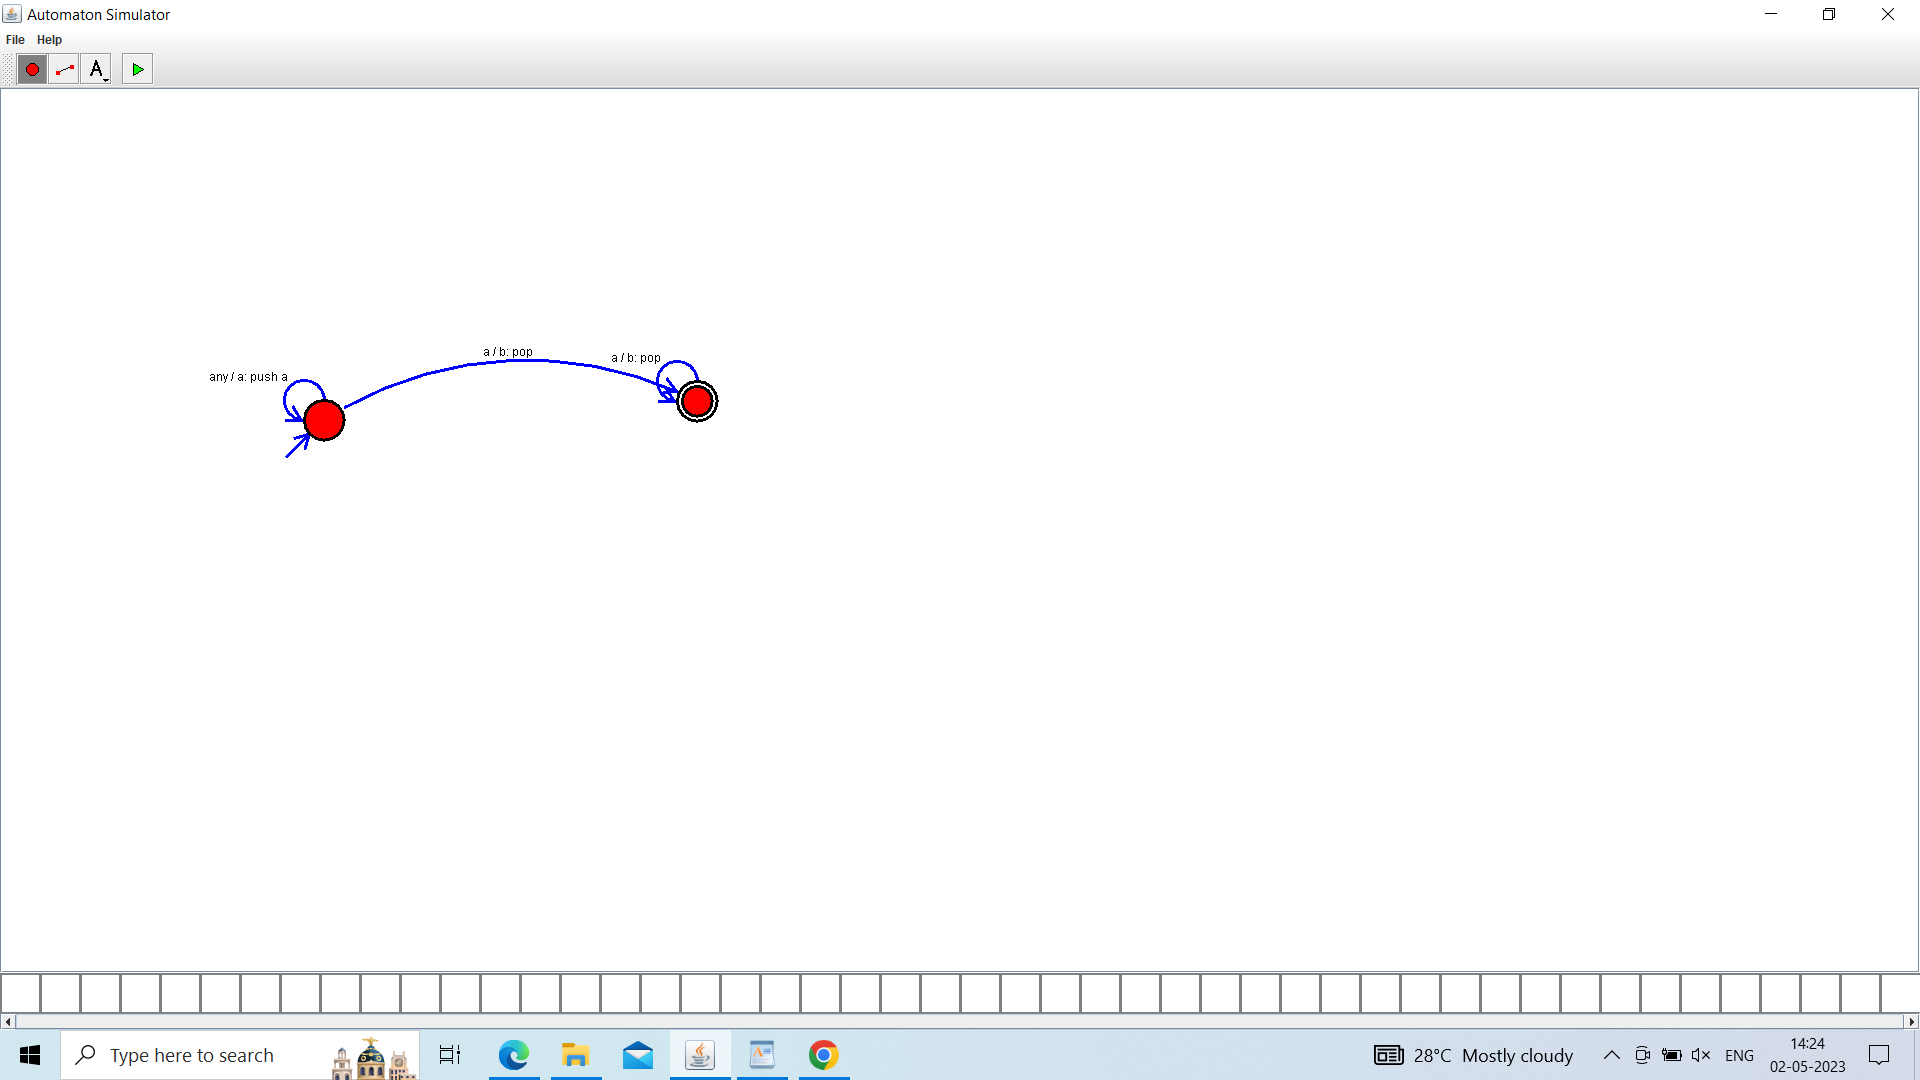 Automaton Simulator
File Help
A
a / b: pop
a / b: pop
any / a: push a
Type here to search
28°C Mostly cloudy
ENG
14:24
02-05-2023